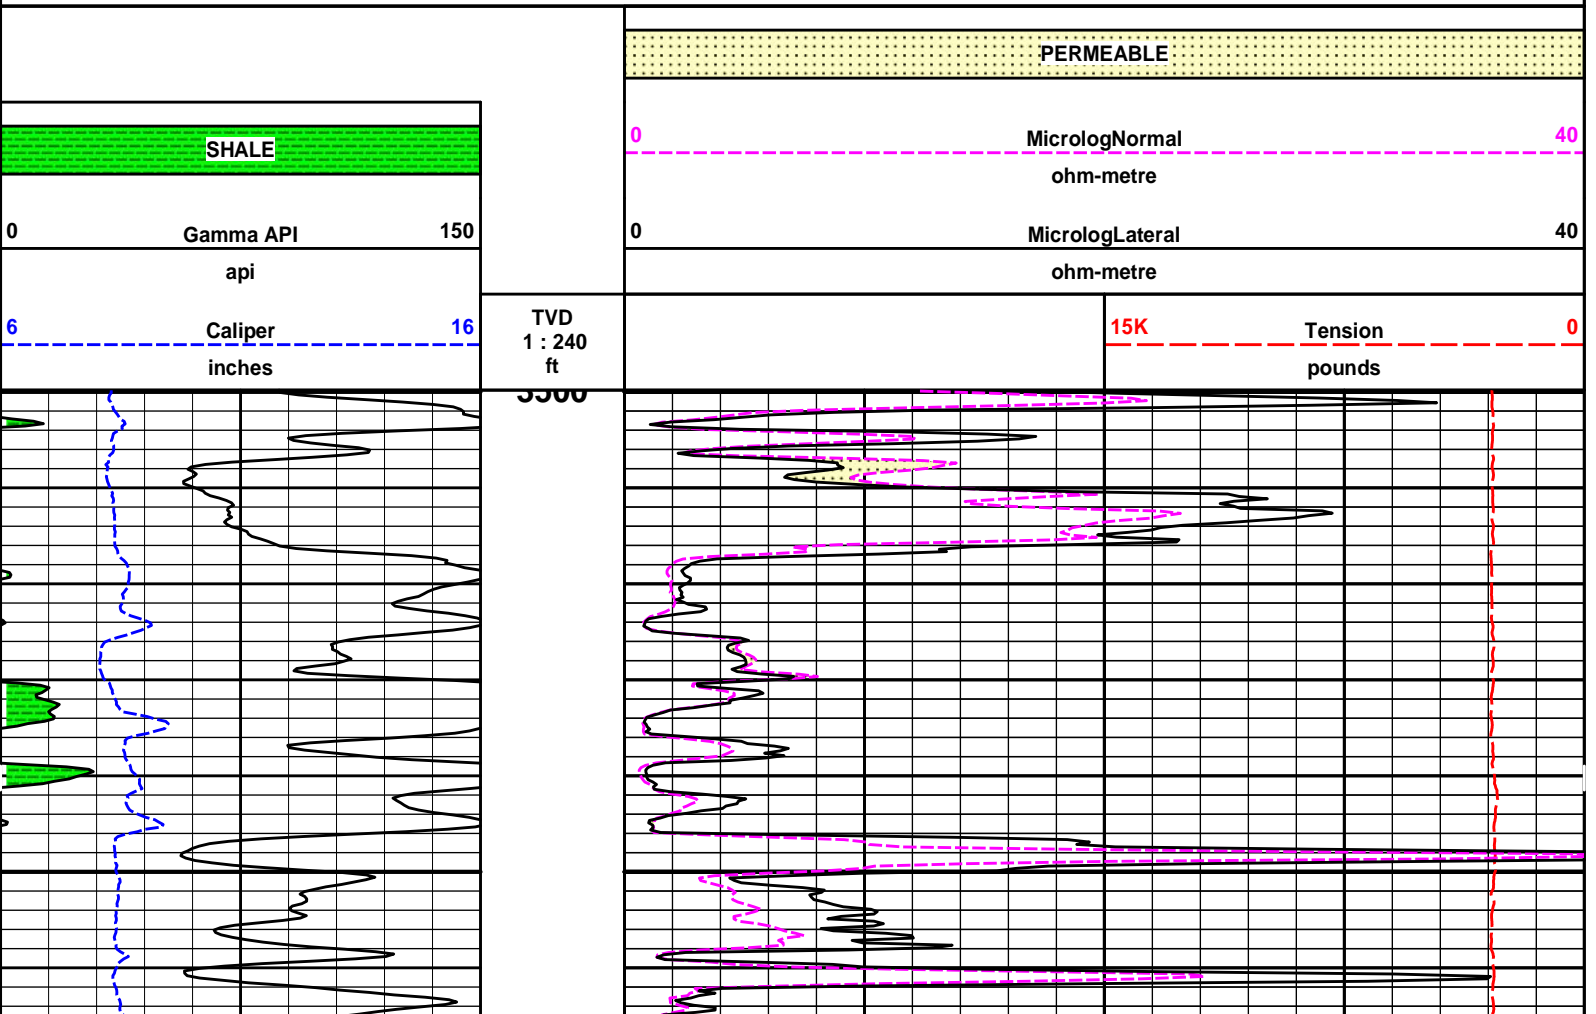 PERMEABLE
0 MicrologNormal 40
ohm-metre
SHALE
0 Gamma API 150
api
0 MicrologLateral 40
ohm-metre
6 Caliper 16
inches
TVD
1 : 240
ft
15K Tension 0
pounds
3500